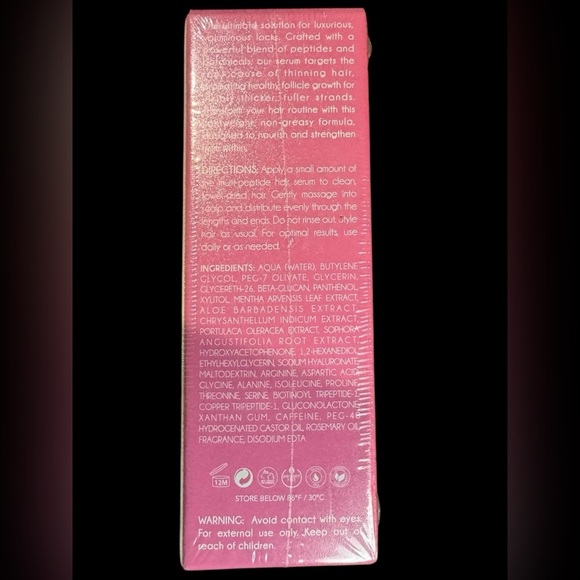 ultimate solution for luxurious,
voluminous locks. Crafted with a
powerful blend of peptides and
botanicals, our serum targets the
root cause of thinning hair,
promoting healthy follicle growth for
visibly thicker, fuller strands.
Transform your hair routine with this
lightweight, non-greasy formula,
designed to nourish and strengthen
from within.
DIRECTIONS: Apply a small amount of
the multi-peptide hair serum to clean,
towel-dried hair. Gently massage into
scalp and distribute evenly through the
lengths and ends. Do not rinse out, style
hair as usual. For optimal results, use
daily or as needed.
INGREDIENTS: AQUA (WATER), BUTYLENE
GLYCOL, PEG-7 OLIVATE, GLYCERIN,
GLYCERETH-26, BETA-GLUCAN, PANTHENOL
XYLITOL, MENTHA ARVENSIS LEAF EXTRACT,
ALOE BARBADENSIS EXTRACT,
CHRYSANTHELLUM INDICUM EXTRACT,
PORTULACA OLERACEA EXTRACT, SOPHORA
ANGUSTIFOLIA ROOT EXTRACT,
HYDROXYACETOPHENONE, 1,2-HEXANEDIOL
ETHYLHEXYLGLYCERIN, SODIUM HYALURONATE,
MALTODEXTRIN, ARGININE, ASPARTIC ACID
GLYCINE, ALANINE, ISOLEUCINE, PROLINE
THREONINE, SERINE, BIOTINOYL TRIPEPTIDE-1
COPPER TRIPEPTIDE-1, GLUCONOLACTONE
XANTHAN GUM, CAFFEINE, PEG-40
HYDROGENATED CASTOR OIL, ROSEMARY OIL
FRAGRANCE, DISODIUM EDTA
12M
STORE BELOW 86°F / 30°C
WARNING: Avoid contact with eyes.
For external use only. Keep out of
reach of children.